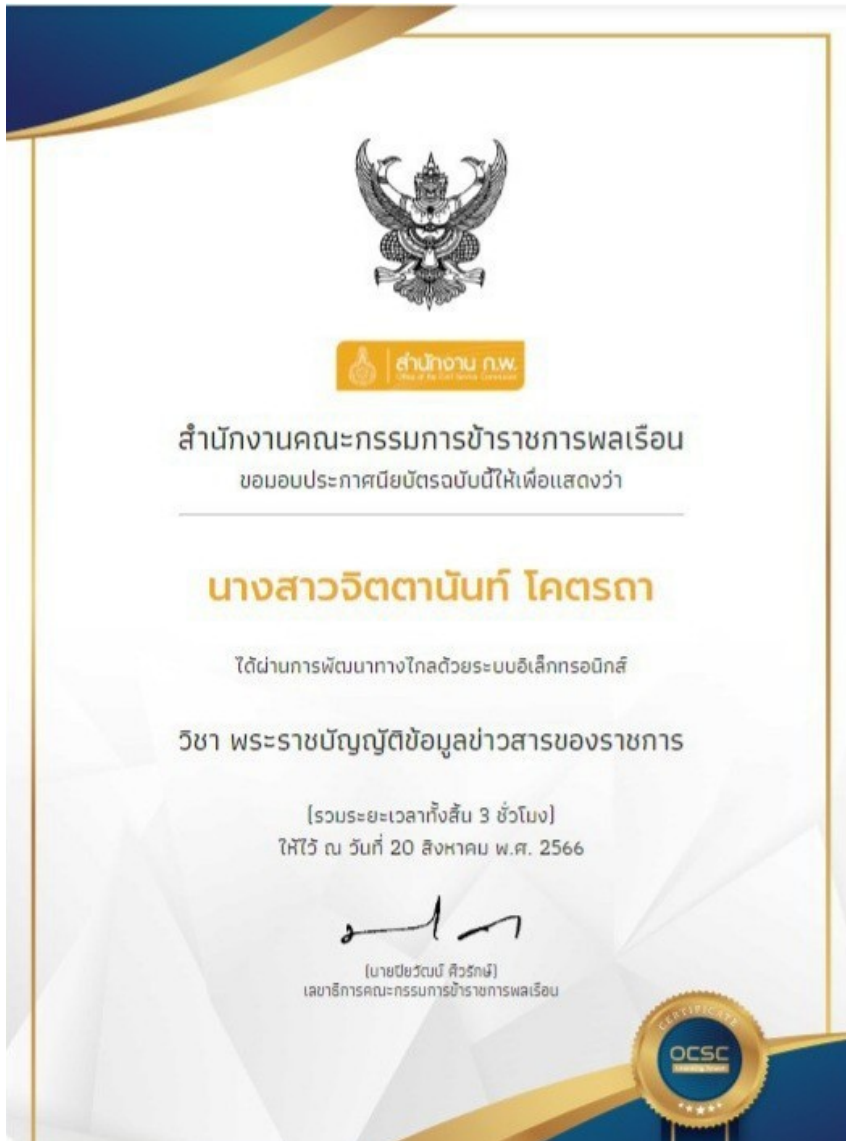 สำนักงาน ก.พ.
Office of the Civil Service Commission
สำนักงานคณะกรรมการข้าราชการพลเรือน
ขอมอบประกาศนียบัตรฉบับนี้ให้เพื่อแสดงว่า
นางสาวจิตตานันท์ โคตรถา
ได้ผ่านการพัฒนาทางไกลด้วยระบบอิเล็กทรอนิกส์
วิชา พระราชบัญญัติข้อมูลข่าวสารของราชการ
(รวมระยะเวลาทั้งสิ้น 3 ชั่วโมง)
ให้ไว้ ณ วันที่ 20 สิงหาคม พ.ศ. 2566
(นายปิยวัฒน์ ศิวรักษ์)
เลขาธิการคณะกรรมการข้าราชการพลเรือน
CERTIFICATE
OCSC
Learning Space